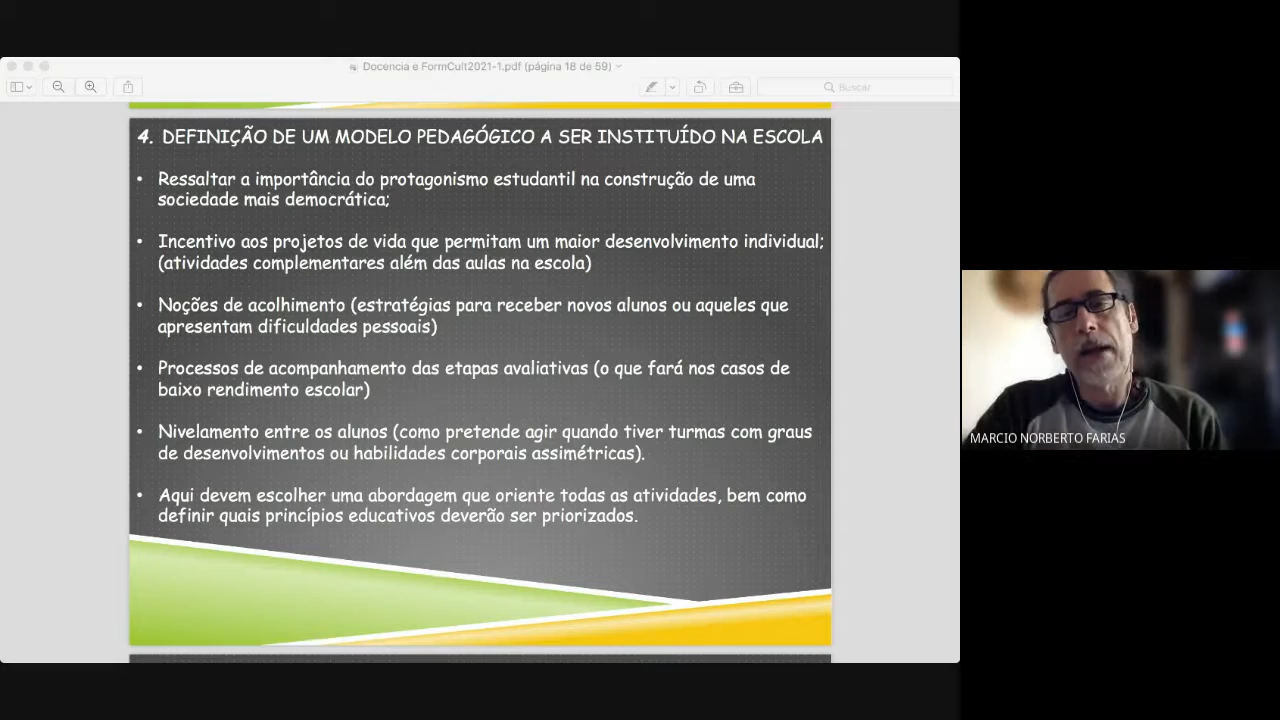 Docencia e FormCult2021-1.pdf (página 18 de 59)
Buscar
4. DEFINIÇÃO DE UM MODELO PEDAGÓGICO A SER INSTITUÍDO NA ESCOLA
• Ressaltar a importância do protagonismo estudantil na construção de uma
sociedade mais democrática;
• Incentivo aos projetos de vida que permitam um maior desenvolvimento individual;
(atividades complementares além das aulas na escola)
• Noções de acolhimento (estratégias para receber novos alunos ou aqueles que
apresentam dificuldades pessoais)
• Processos de acompanhamento das etapas avaliativas (o que fará nos casos de
baixo rendimento escolar)
• Nivelamento entre os alunos (como pretende agir quando tiver turmas com graus
de desenvolvimentos ou habilidades corporais assimétricas).
• Aqui devem escolher uma abordagem que oriente todas as atividades, bem como
definir quais princípios educativos deverão ser priorizados.
MARCIO NORBERTO FARIAS